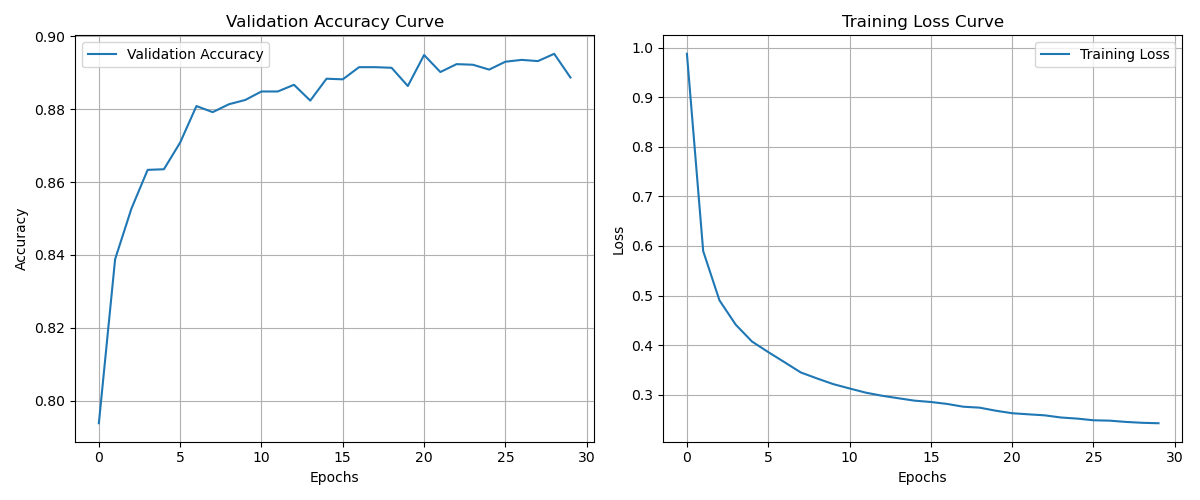 Validation Accuracy Curve
Validation Accuracy
0.90
0.88
0.86
0.84
0.82
0.80
Accuracy
0 5 10 15 20 25 30
Epochs
Training Loss Curve
Training Loss
1.0
0.9
0.8
0.7
0.6
0.5
0.4
0.3
Loss
0 5 10 15 20 25 30
Epochs